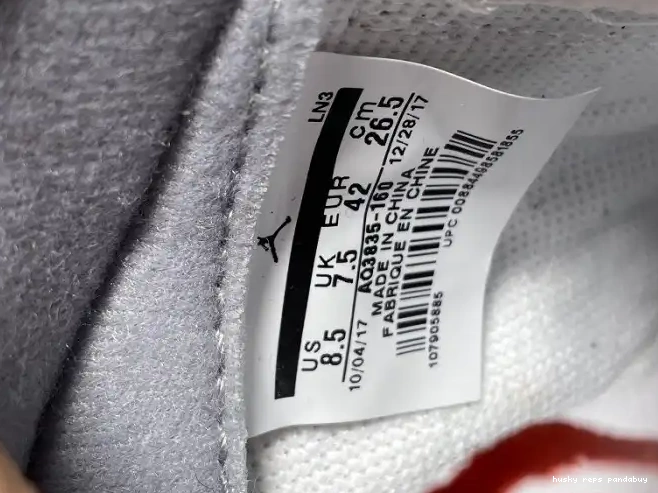 LN3
US UK EUR cm
8.5 7.5 42 26.5
10/04/17 AQ3835-160 12/28/17
MADE IN CHINA
FABRIQUE EN CHINE
107905885
UPC 00884498581855
husky reps pandabuy